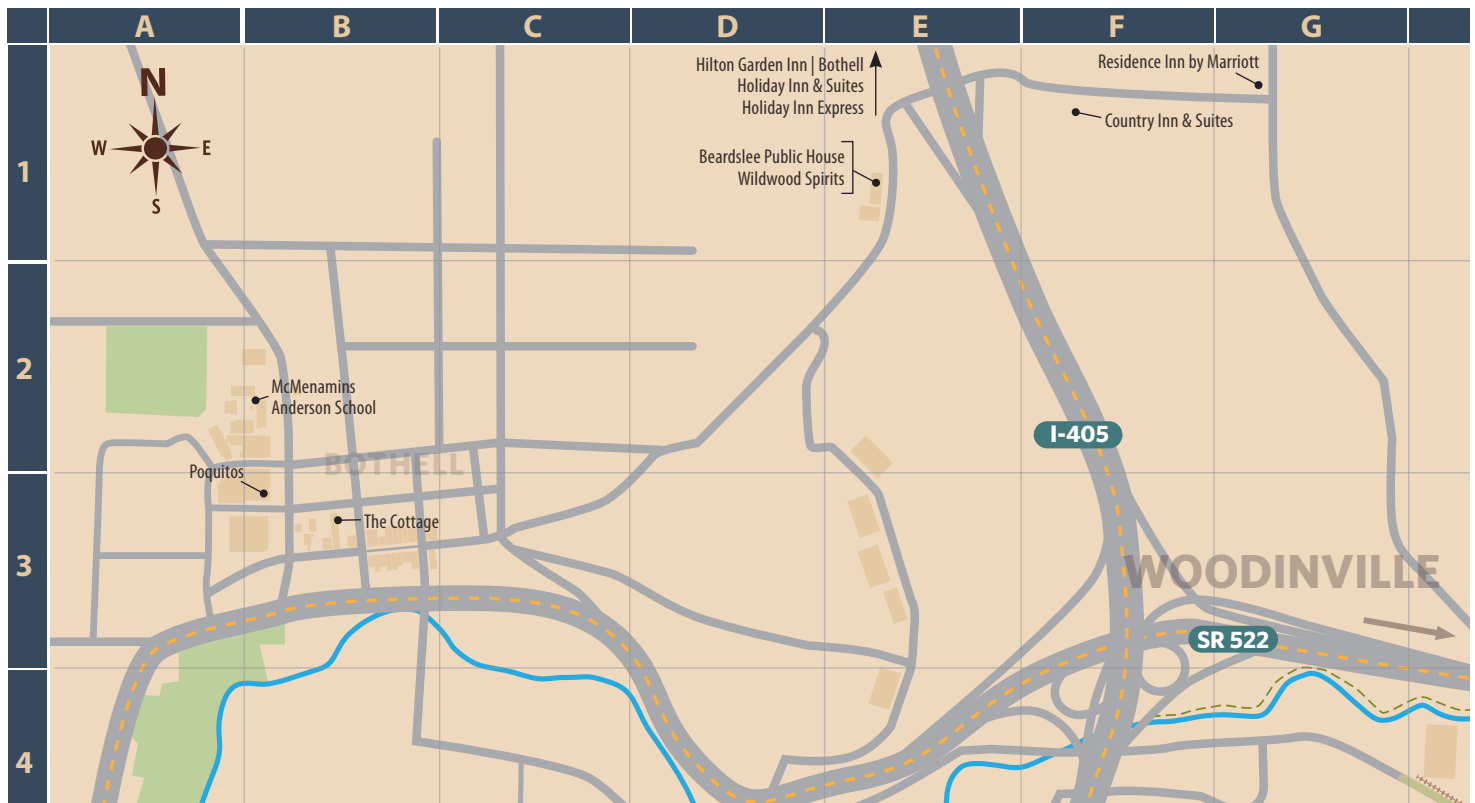 A B C D E F G
N
W E
S
Hilton Garden Inn | Bothell
Holiday Inn & Suites
Holiday Inn Express
Residence Inn by Marriott
Country Inn & Suites
1
Beardslee Public House
Wildwood Spirits
2
McMenamins
Anderson School
I-405
BOTHELL
Poquitos
The Cottage
3
WOODINVILLE
SR 522
4